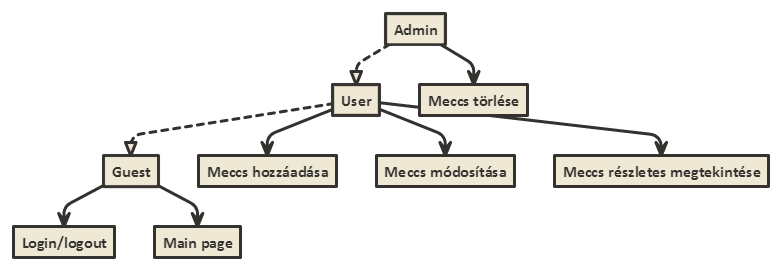 Admin
User
Meccs törlése
Guest
Meccs hozzáadása
Meccs módosítása
Meccs részletes megtekintése
Login/logout
Main page